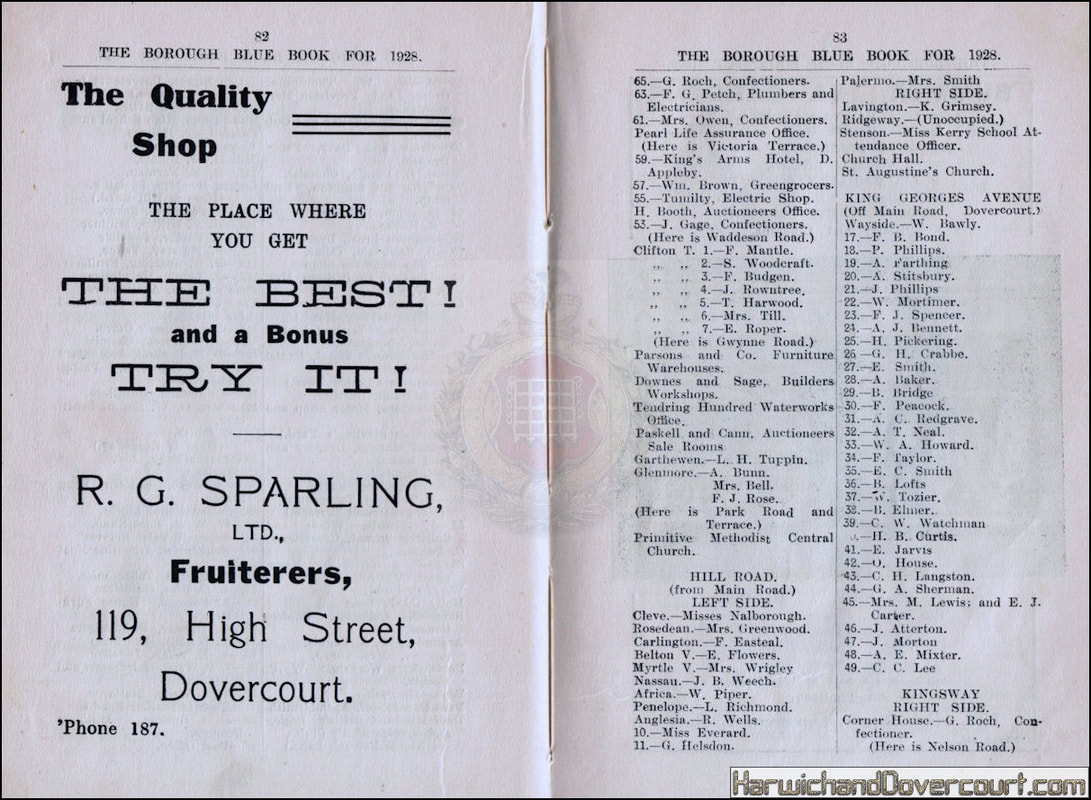 82
THE BOROUGH BLUE BOOK FOR 1928.
The Quality
Shop
THE PLACE WHERE
YOU GET
THE BEST!
and a Bonus
TRY IT!
R. G. SPARLING,
LTD.,
Fruiterers,
119, High Street,
Dovercourt.
'Phone 187.
83
THE BOROUGH BLUE BOOK FOR 1928.
65.—G. Roch, Confectioners.
63.—F. G. Petch, Plumbers and
Electricians.
61.—Mrs. Owen, Confectioners.
Pearl Life Assurance Office.
(Here is Victoria Terrace.)
59.—King's Arms Hotel, D.
Appleby.
57.—Wm. Brown, Greengrocers.
55.—Tumilty, Electric Shop.
H. Booth, Auctioneers Office.
53.—J. Gage, Confectioners.
(Here is Waddeson Road.)
Clifton T. 1.—F. Mantle.
,, ,, 2.—S. Woodcraft.
,, ,, 3.—F. Budgen.
,, ,, 4.—J. Rowntree.
,, ,, 5.—T. Harwood.
,, ,, 6.—Mrs. Till.
,, ,, 7.—E. Roper.
(Here is Gwynne Road.)
Parsons and Co. Furniture
Warehouses.
Downes and Sage, Builders
Workshops.
Tendring Hundred Waterworks
Office.
Paskell and Cann, Auctioneers
Sale Rooms
Garthewen.—L. H. Tuppin.
Glenmore.—A. Bunn.
Mrs. Bell.
F. J. Rose.
(Here is Park Road and
Terrace.)
Primitive Methodist Central
Church.
HILL ROAD.
(from Main Road.)
LEFT SIDE.
Cleve.—Misses Nalborough.
Rosedean.—Mrs. Greenwood.
Carlington.—F. Easteal.
Belton V.—E. Flowers.
Myrtle V.—Mrs. Wrigley
Nassau.—J. B. Weech.
Africa.—W. Piper.
Penelope.—L. Richmond.
Anglesia.—R. Wells.
10.—Miss Everard.
11.—G. Helsdon.
Palermo.—Mrs. Smith
RIGHT SIDE.
Lavington.—K. Grimsey.
Ridgeway.—(Unoccupied.)
Stenson.—Miss Kerry School At-
tendance Officer.
Church Hall.
St. Augustine's Church.
KING GEORGES AVENUE
(Off Main Road, Dovercourt.)
Wayside.—W. Bawly.
17.—F. B. Bond.
18.—P. Phillips.
19.—A. Farthing
20.—A. Stitsbury.
21.—J. Phillips
22.—W. Mortimer.
23.—F. J. Spencer.
24.—A. J. Bennett.
25.—H. Pickering.
26 —G. H. Crabbe.
27.—E. Smith.
28.—A. Baker.
29.—B. Bridge
30.—F. Peacock.
31.—A. C. Redgrave.
32.—A. T. Neal.
33.—W. A. Howard.
34.—F. Taylor.
35.—E. C. Smith
36.—B. Lofts
37.—W. Tozier.
38.—B. Elmer.
39.—C. W. Watchman
.—H. B. Curtis.
41.—E. Jarvis
42.—O. House.
43.—C. H. Langston.
44.—G. A. Sherman.
45.—Mrs. M. Lewis; and E. J.
Carter.
46.—J. Atterton.
47.—J. Morton
48.—A. E. Mixter.
49.—C. C. Lee
KINGSWAY
RIGHT SIDE.
Corner House.—G. Roch, Con-
fectioner.
(Here is Nelson Road.)
HarwichandDovercourt.com